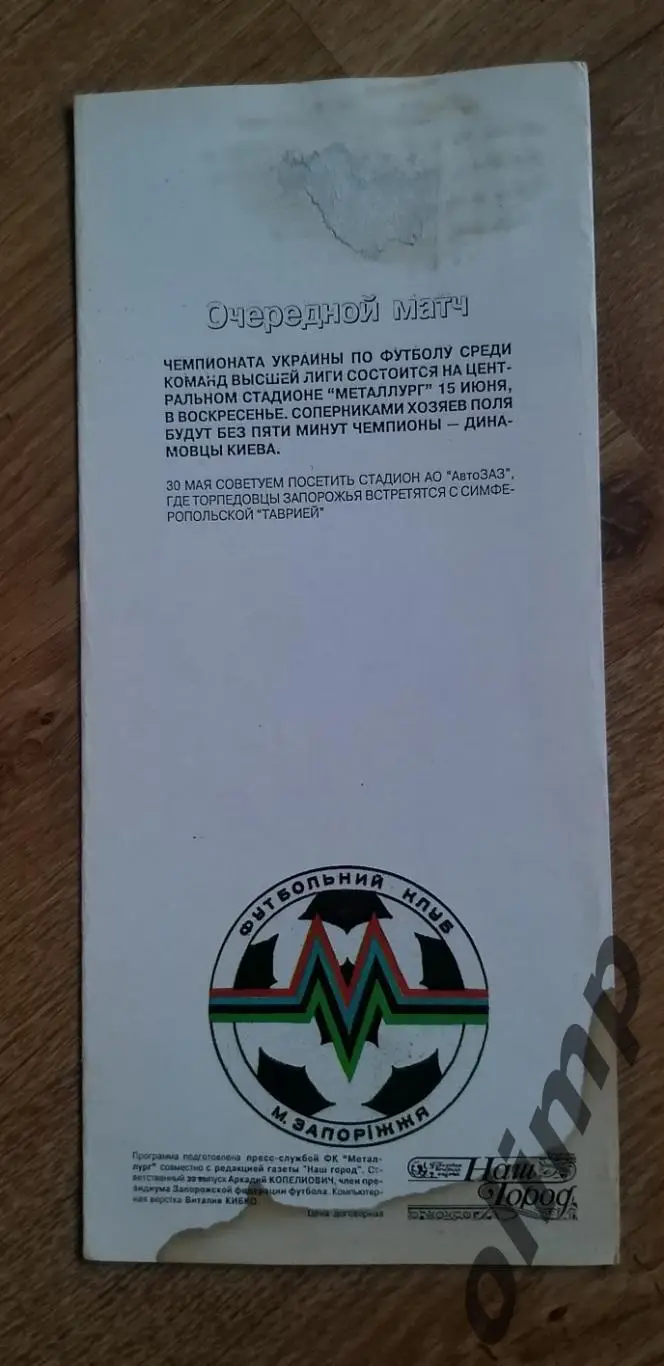 Очередной матч
ЧЕМПИОНАТА УКРАИНЫ ПО ФУТБОЛУ СРЕДИ
КОМАНД ВЫСШЕЙ ЛИГИ СОСТОИТСЯ НА ЦЕНТ-
РАЛЬНОМ СТАДИОНЕ "МЕТАЛЛУРГ" 15 ИЮНЯ,
В ВОСКРЕСЕНЬЕ. СОПЕРНИКАМИ ХОЗЯЕВ ПОЛЯ
БУДУТ БЕЗ ПЯТИ МИНУТ ЧЕМПИОНЫ — ДИНА-
МОВЦЫ КИЕВА.
30 МАЯ СОВЕТУЕМ ПОСЕТИТЬ СТАДИОН АО "АвтоЗАЗ",
ГДЕ ТОРПЕДОВЦЫ ЗАПОРОЖЬЯ ВСТРЕТЯТСЯ С СИМФЕ-
РОПОЛЬСКОЙ "ТАВРИЕЙ"
ФУТБОЛЬНИЙ КЛУБ
М. ЗАПОРІЖЖЯ
Программа подготовлена пресс-службой ФК "Метал-
лург" совместно с редакцией газеты "Наш город". От-
ветственный за выпуск Аркадий КОПЕЛИОВИЧ, член пре-
зидиума Запорожской федерации футбола. Компьютер-
ная верстка Виталия КИБКО.
Цена договорная
Наш
Город
olimp